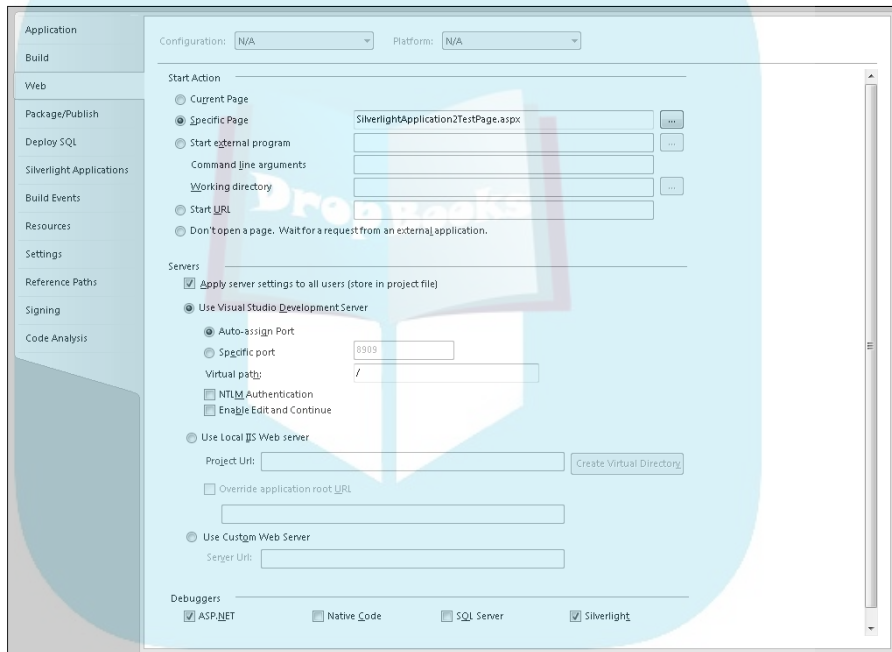 Application
Build
Web
Package/Publish
Deploy SQL
Silverlight Applications
Build Events
Resources
Settings
Reference Paths
Signing
Code Analysis
Configuration: N/A Platform: N/A
Start Action
Current Page
Specific Page SilverlightApplication2TestPage.aspx ...
Start external program ...
Command line arguments
Working directory ...
Start URL
Don't open a page. Wait for a request from an external application.
DropBooks
Servers
Apply server settings to all users (store in project file)
Use Visual Studio Development Server
Auto-assign Port
Specific port 8909
Virtual path: /
NTLM Authentication
Enable Edit and Continue
Use Local IIS Web server
Project Url: Create Virtual Directory
Override application root URL
Use Custom Web Server
Server Url:
Debuggers
ASP.NET Native Code SQL Server Silverlight